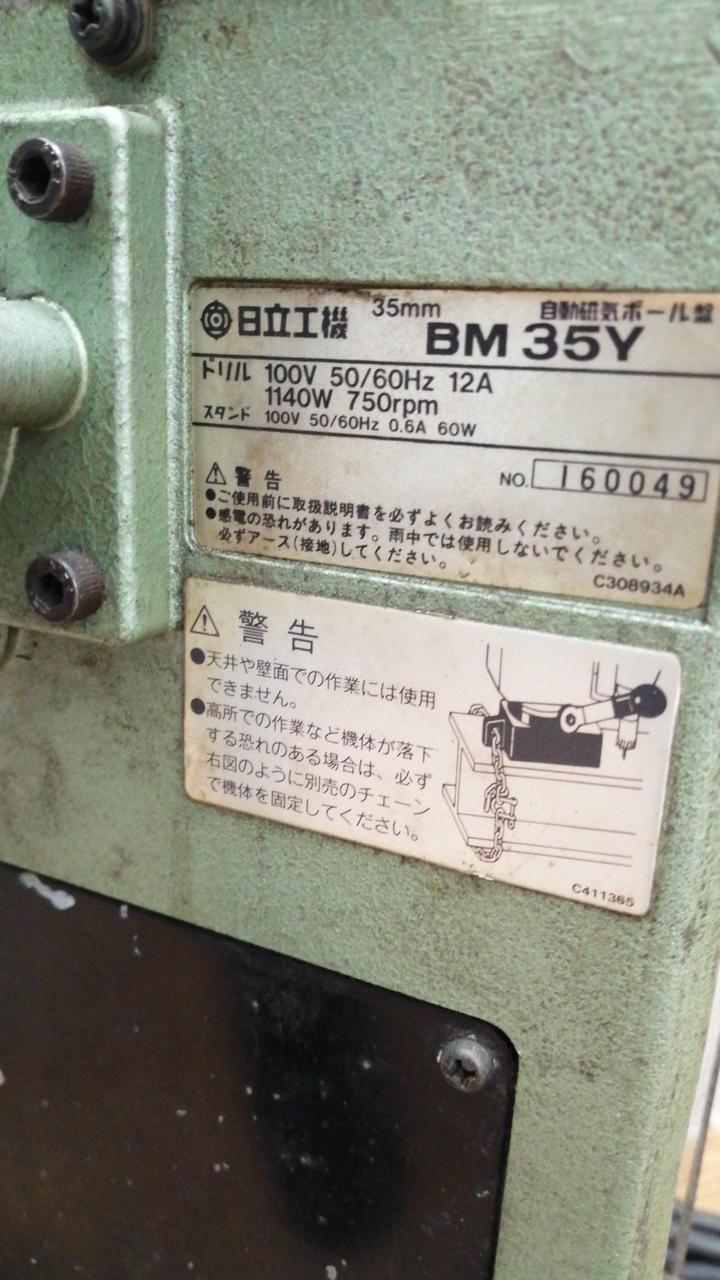 日立工機 35mm 自動磁気ボール盤
BM 35Y
ドリル 100V 50/60Hz 12A
1140W 750rpm
スタンド 100V 50/60Hz 0.6A 60W
⚠ 警告 NO. 160049
●ご使用前に取扱説明書を必ずよくお読みください。
●感電の恐れがあります。雨中では使用しないでください。
必ずアース(接地)してください。
C308934A
⚠ 警告
●天井や壁面での作業には使用
できません。
●高所での作業など機体が落下
する恐れのある場合は、必ず
右図のように別売のチェーン
で機体を固定してください。
C411365